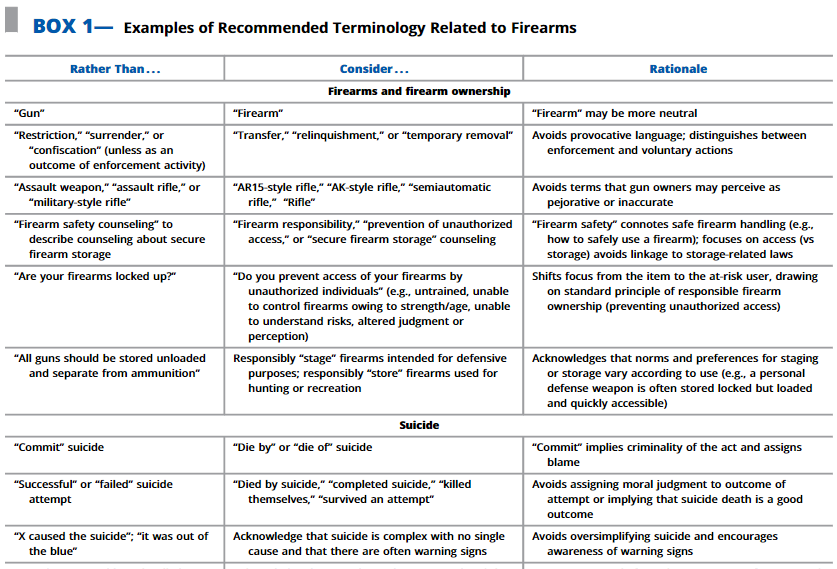 BOX 1— Examples of Recommended Terminology Related to Firearms
Rather Than . . . Consider . . . Rationale
Firearms and firearm ownership
“Gun” “Firearm” “Firearm” may be more neutral
“Restriction,” “surrender,” or
“confiscation” (unless as an
outcome of enforcement activity)
“Transfer,” “relinquishment,” or “temporary removal”
Avoids provocative language; distinguishes between
enforcement and voluntary actions
“Assault weapon,” “assault rifle,” or
“military-style rifle”
“AR15-style rifle,” “AK-style rifle,” “semiautomatic
rifle,” “Rifle”
Avoids terms that gun owners may perceive as
pejorative or inaccurate
“Firearm safety counseling” to
describe counseling about secure
firearm storage
“Firearm responsibility,” “prevention of unauthorized
access,” or “secure firearm storage” counseling
“Firearm safety” connotes safe firearm handling (e.g.,
how to safely use a firearm); focuses on access (vs
storage) avoids linkage to storage-related laws
“Are your firearms locked up?”
“Do you prevent access of your firearms by
unauthorized individuals” (e.g., untrained, unable
to control firearms owing to strength/age, unable
to understand risks, altered judgment or
perception)
Shifts focus from the item to the at-risk user, drawing
on standard principle of responsible firearm
ownership (preventing unauthorized access)
“All guns should be stored unloaded
and separate from ammunition”
Responsibly “stage” firearms intended for defensive
purposes; responsibly “store” firearms used for
hunting or recreation
Acknowledges that norms and preferences for staging
or storage vary according to use (e.g., a personal
defense weapon is often stored locked but loaded
and quickly accessible)
Suicide
“Commit” suicide
“Die by” or “die of” suicide
“Commit” implies criminality of the act and assigns
blame
“Successful” or “failed” suicide
attempt
“Died by suicide,” “completed suicide,” “killed
themselves,” “survived an attempt”
Avoids assigning moral judgment to outcome of
attempt or implying that suicide death is a good
outcome
“X caused the suicide”; “it was out of
the blue”
Acknowledge that suicide is complex with no single
cause and that there are often warning signs
Avoids oversimplifying suicide and encourages
awareness of warning signs